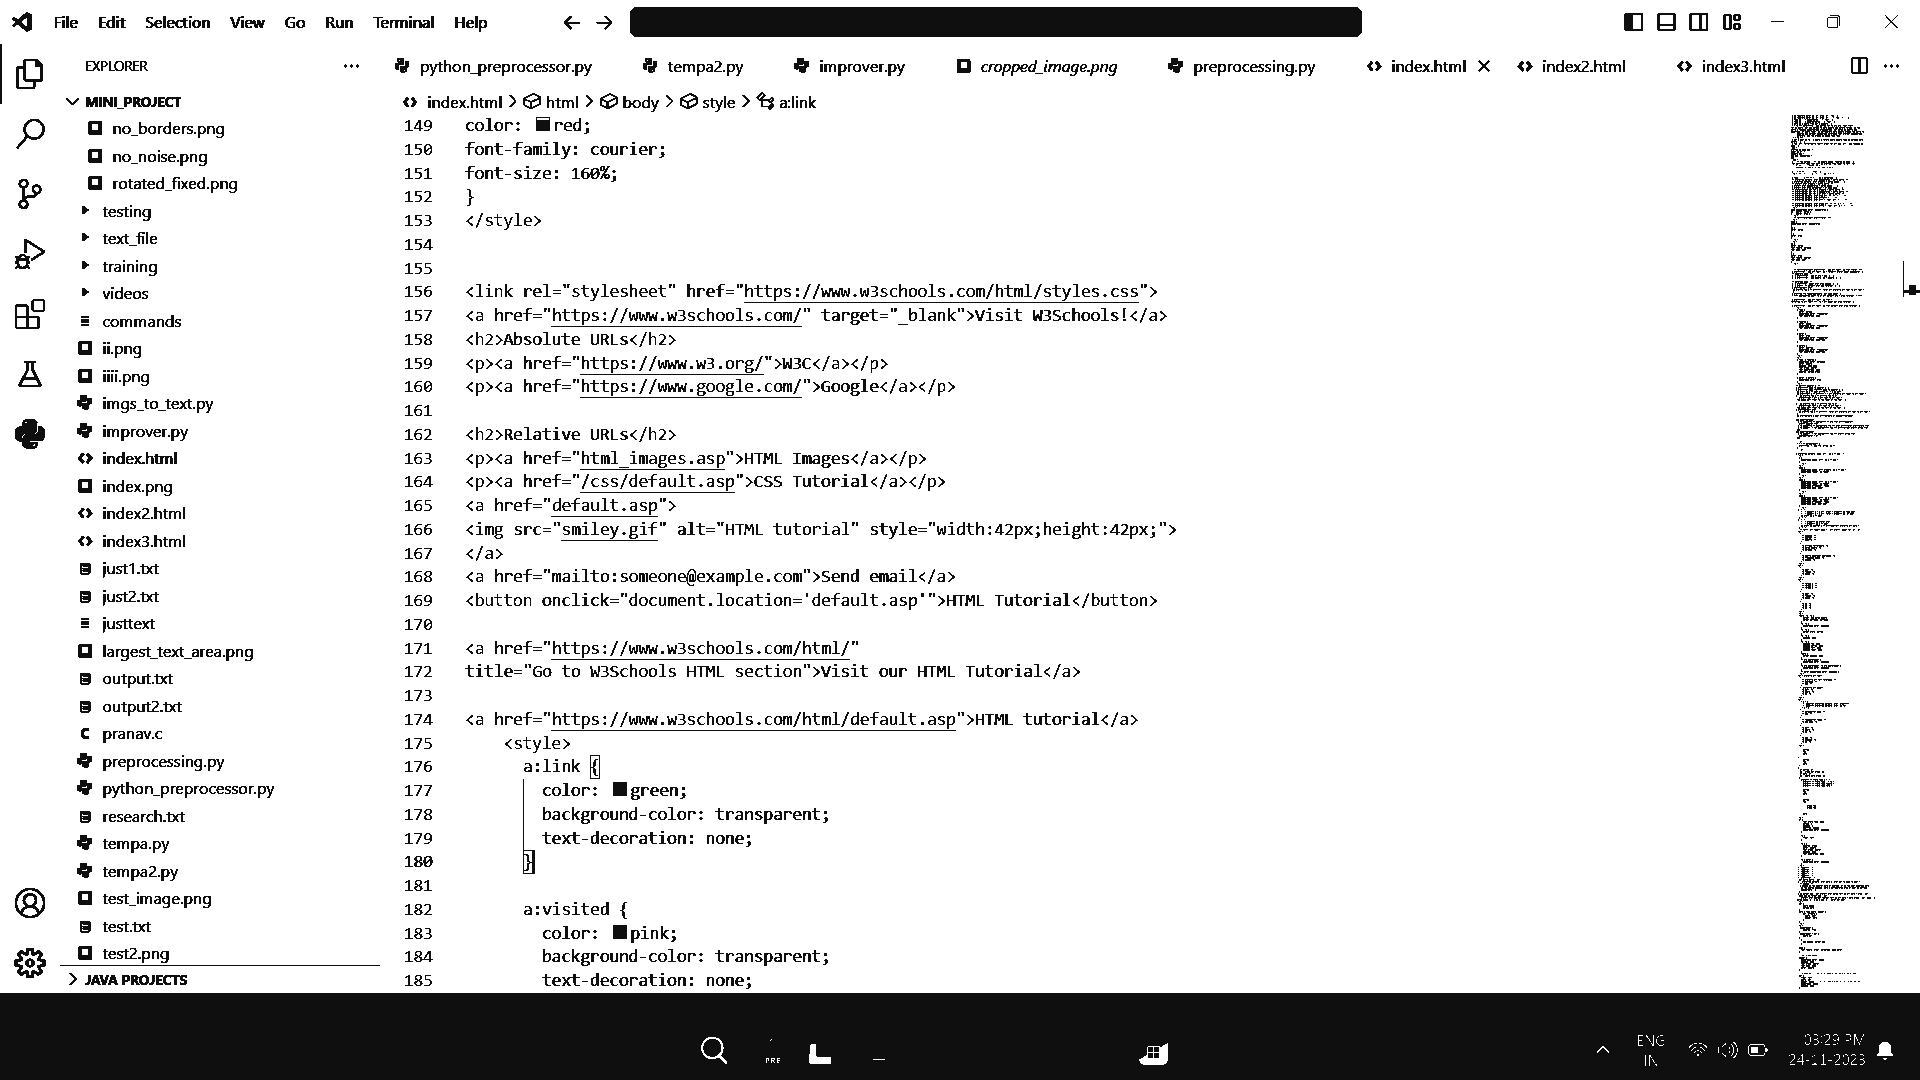 File Edit Selection View Go Run Terminal Help
EXPLORER
python_preprocessor.py tempa2.py improver.py cropped_image.png preprocessing.py index.html index2.html index3.html
MINI_PROJECT
no_borders.png
no_noise.png
rotated_fixed.png
testing
text_file
training
videos
commands
ii.png
iiii.png
imgs_to_text.py
improver.py
index.html
index.png
index2.html
index3.html
just1.txt
just2.txt
justtext
largest_text_area.png
output.txt
output2.txt
pranav.c
preprocessing.py
python_preprocessor.py
research.txt
tempa.py
tempa2.py
test_image.png
test.txt
test2.png
JAVA PROJECTS
index.html > html > body > style > a:link
149 color: red;
150 font-family: courier;
151 font-size: 160%;
152 }
153 </style>
154
155
156 <link rel="stylesheet" href="https://www.w3schools.com/html/styles.css">
157 <a href="https://www.w3schools.com/" target="_blank">Visit W3Schools!</a>
158 <h2>Absolute URLs</h2>
159 <p><a href="https://www.w3.org/">W3C</a></p>
160 <p><a href="https://www.google.com/">Google</a></p>
161
162 <h2>Relative URLs</h2>
163 <p><a href="html_images.asp">HTML Images</a></p>
164 <p><a href="/css/default.asp">CSS Tutorial</a></p>
165 <a href="default.asp">
166 <img src="smiley.gif" alt="HTML tutorial" style="width:42px;height:42px;">
167 </a>
168 <a href="mailto:someone@example.com">Send email</a>
169 <button onclick="document.location='default.asp'">HTML Tutorial</button>
170
171 <a href="https://www.w3schools.com/html/"
172 title="Go to W3Schools HTML section">Visit our HTML Tutorial</a>
173
174 <a href="https://www.w3schools.com/html/default.asp">HTML tutorial</a>
175 <style>
176 a:link {
177 color: green;
178 background-color: transparent;
179 text-decoration: none;
180 }
181
182 a:visited {
183 color: pink;
184 background-color: transparent;
185 text-decoration: none;
PRE
ENG
IN
03:29 PM
24-11-2023